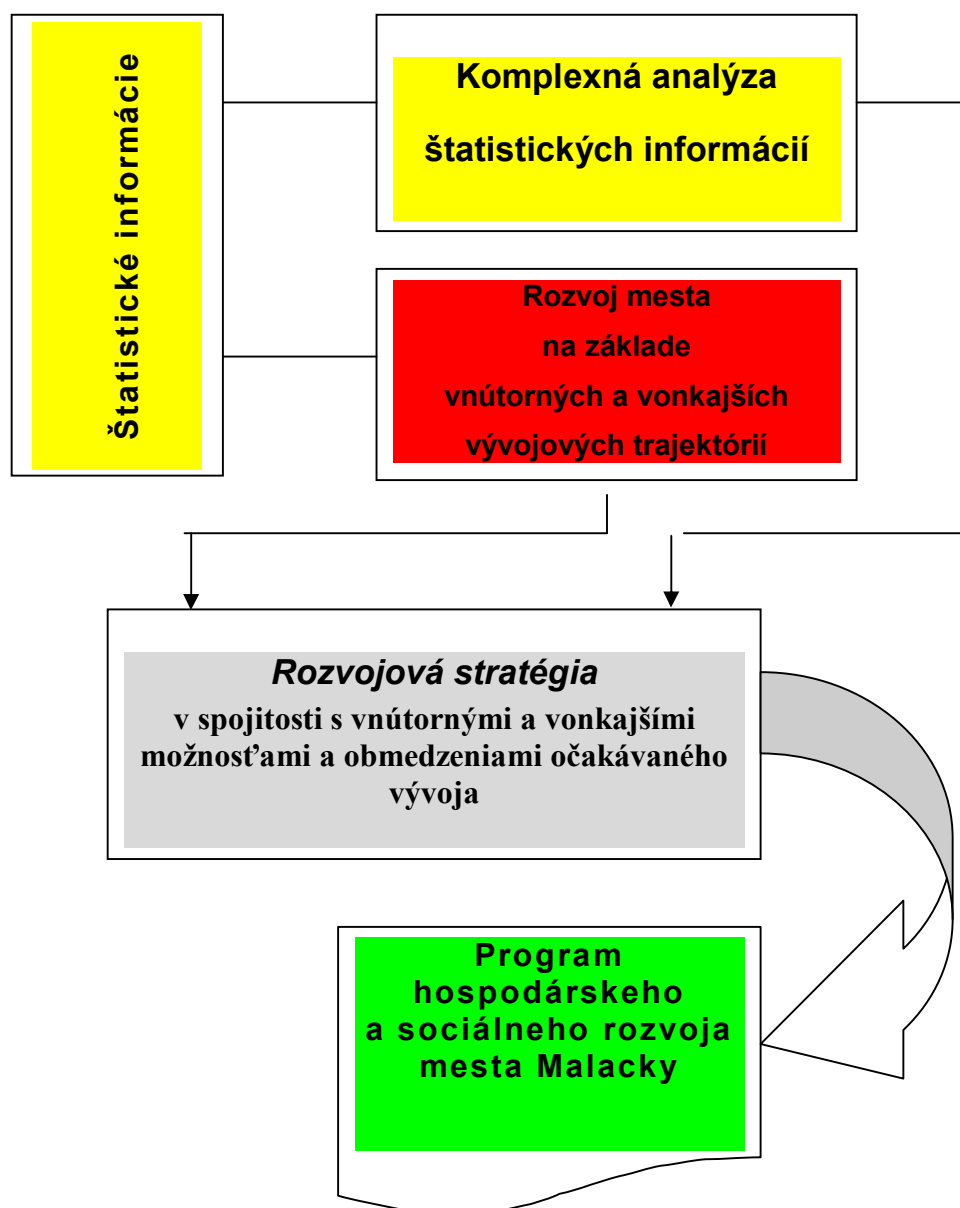 Štatistické informácie
Komplexná analýza
štatistických informácií
Rozvoj mesta
na základe
vnútorných a vonkajších
vývojových trajektórií
Rozvojová stratégia
v spojitosti s vnútornými a vonkajšími
možnosťami a obmedzeniami očakávaného
vývoja
Program
hospodárskeho
a sociálneho rozvoja
mesta Malacky